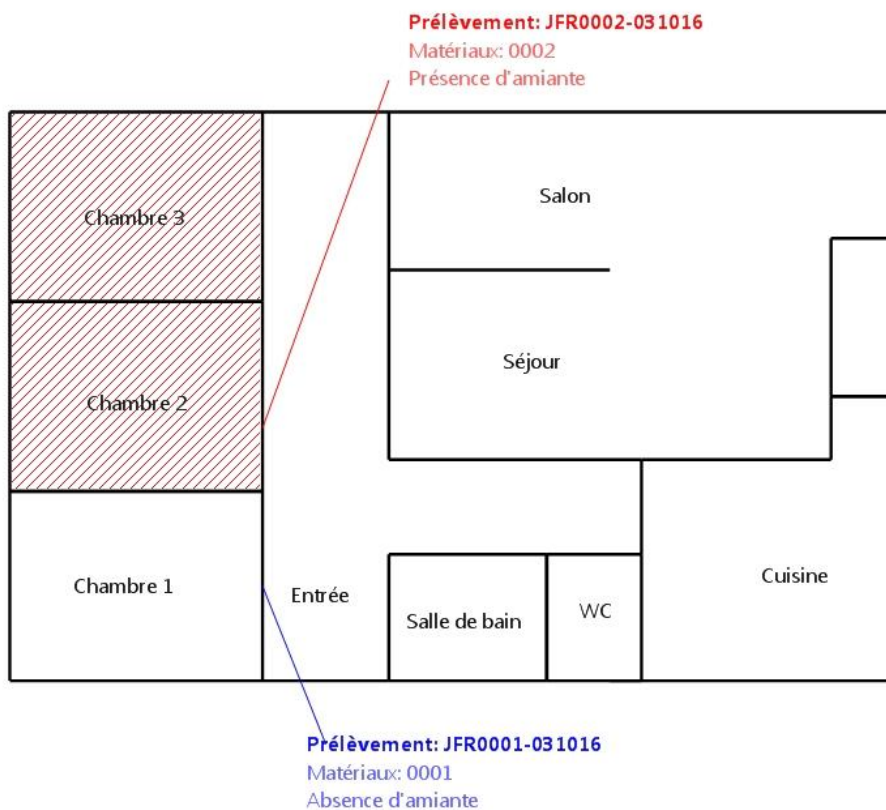 Prélèvement: JFR0002-031016
Matériaux: 0002
Présence d'amiante
Salon
Chambre 3
Séjour
Chambre 2
Chambre 1
Entrée
Salle de bain
WC
Cuisine
Prélèvement: JFR0001-031016
Matériaux: 0001
Absence d'amiante